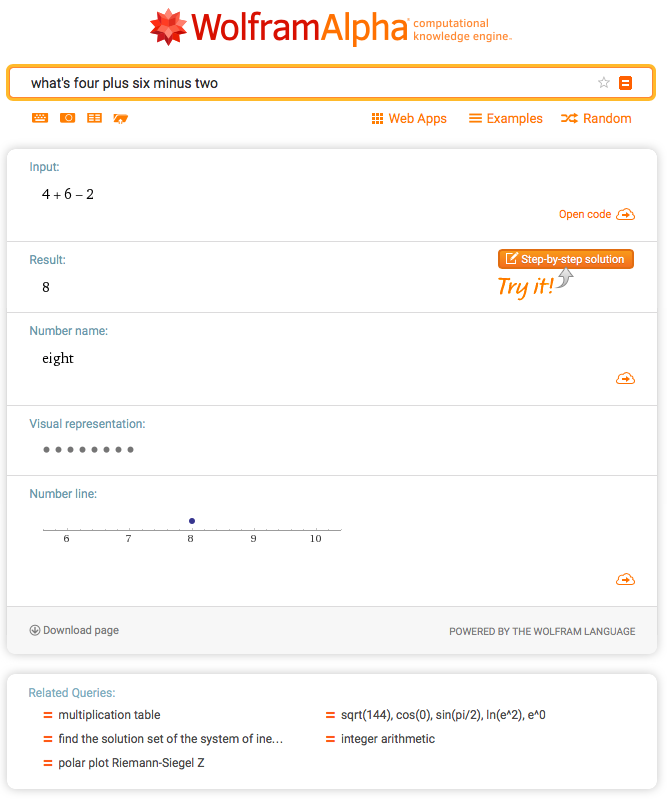 WolframAlpha computational
knowledge engine.
what's four plus six minus two
Web Apps Examples Random
Input:
4 + 6 − 2
Open code
Result:
Step-by-step solution
8
Try it!
Number name:
eight
Visual representation:
Number line:
6 7 8 9 10
Download page POWERED BY THE WOLFRAM LANGUAGE
Related Queries:
= multiplication table = sqrt(144), cos(0), sin(pi/2), ln(e^2), e^0
= find the solution set of the system of ine... = integer arithmetic
= polar plot Riemann-Siegel Z